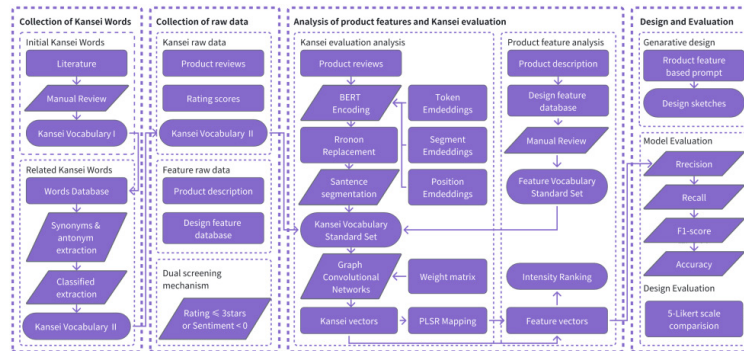 Collection of Kansei Words
Initial Kansei Words
Literature
Manual Review
Kansei Vocabulary I
Related Kansei Words
Words Database
Synonyms &
antonym
extraction
Classified
extraction
Kansei Vocabulary II
Collection of raw data
Kansei raw data
Product reviews
Rating scores
Kansei Vocabulary II
Feature raw data
Product description
Design feature
database
Dual screening
mechanism
Rating ⩽ 3stars
or Sentiment < 0
Analysis of product features and Kansei evaluation
Kansei evaluation analysis
Product reviews
BERT
Encoding
Rronon
Replacement
Santence
segmentation
Kansei Vocabulary
Standard Set
Graph
Convolutional
Networks
Kansei vectors
Token
Emdeddings
Segment
Emdeddings
Position
Emdeddings
Weight matrix
PLSR Mapping
Product feature analysis
Product description
Design feature
database
Manual Review
Feature Vocabulary
Standard Set
Intensity Ranking
Feature vectors
Design and Evaluation
Genarative design
Rroduct feature
based prompt
Design sketches
Model Evaluation
Rrecision
Recall
F1-score
Accuracy
Design Evaluation
5-Likert scale
comparision